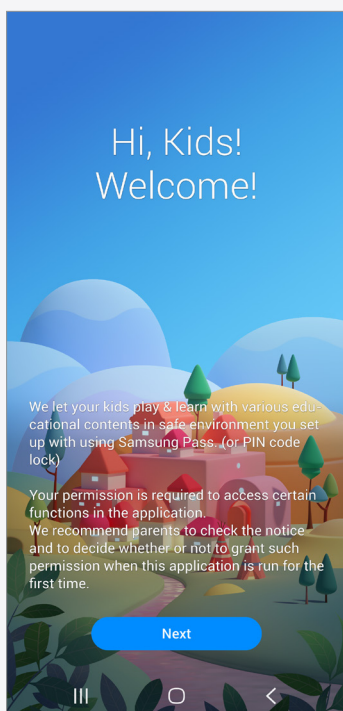 Hi, Kids!
Welcome!
We let your kids play & learn with various edu-
cational contents in safe environment you set
up with using Samsung Pass. (or PIN code
lock)
Your permission is required to access certain
functions in the application.
We recommend parents to check the notice
and to decide whether or not to grant such
permission when this application is run for the
first time.
Next